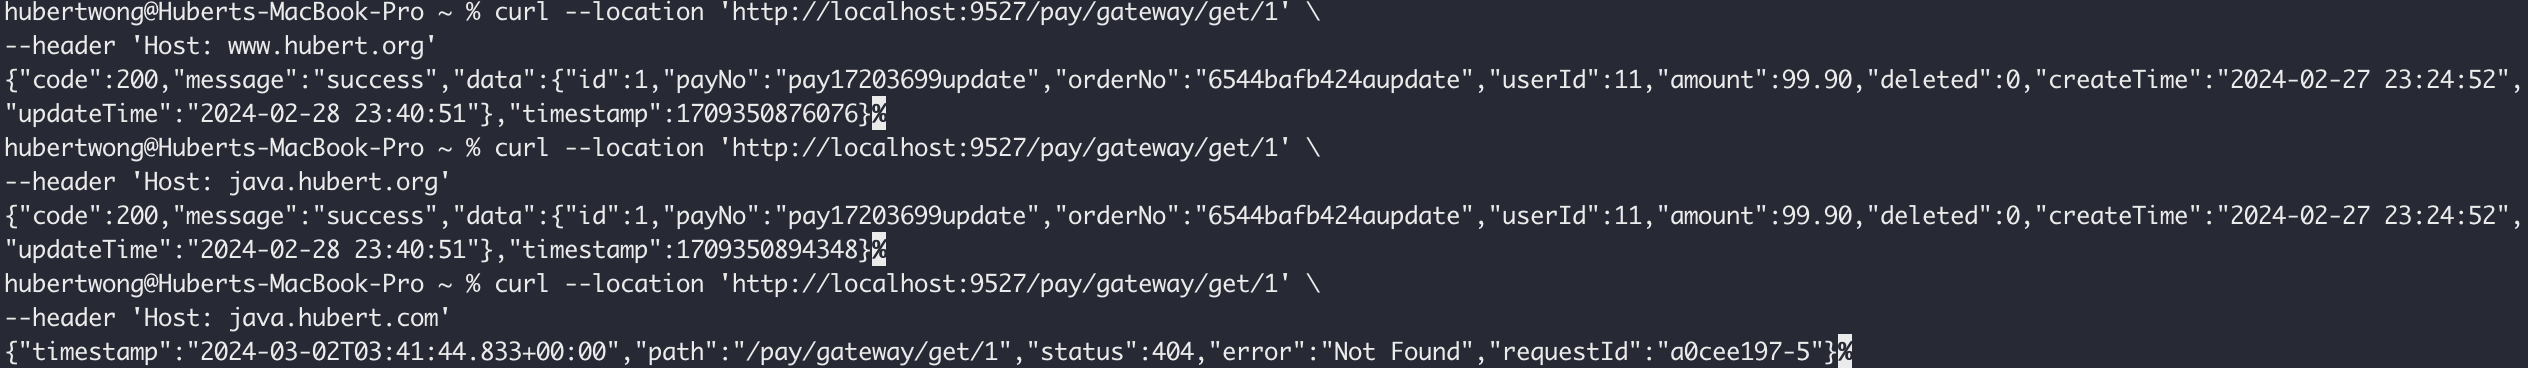 hubertwong@Huberts-MacBook-Pro ~ % curl --location 'http://localhost:9527/pay/gateway/get/1' \
--header 'Host: www.hubert.org'
{"code":200,"message":"success","data":{"id":1,"payNo":"pay17203699update","orderNo":"6544bafb424aupdate","userId":11,"amount":99.90,"deleted":0,"createTime":"2024-02-27 23:24:52",
"updateTime":"2024-02-28 23:40:51"},"timestamp":1709350876076}%
hubertwong@Huberts-MacBook-Pro ~ % curl --location 'http://localhost:9527/pay/gateway/get/1' \
--header 'Host: java.hubert.org'
{"code":200,"message":"success","data":{"id":1,"payNo":"pay17203699update","orderNo":"6544bafb424aupdate","userId":11,"amount":99.90,"deleted":0,"createTime":"2024-02-27 23:24:52",
"updateTime":"2024-02-28 23:40:51"},"timestamp":1709350894348}%
hubertwong@Huberts-MacBook-Pro ~ % curl --location 'http://localhost:9527/pay/gateway/get/1' \
--header 'Host: java.hubert.com'
{"timestamp":"2024-03-02T03:41:44.833+00:00","path":"/pay/gateway/get/1","status":404,"error":"Not Found","requestId":"a0cee197-5"}%